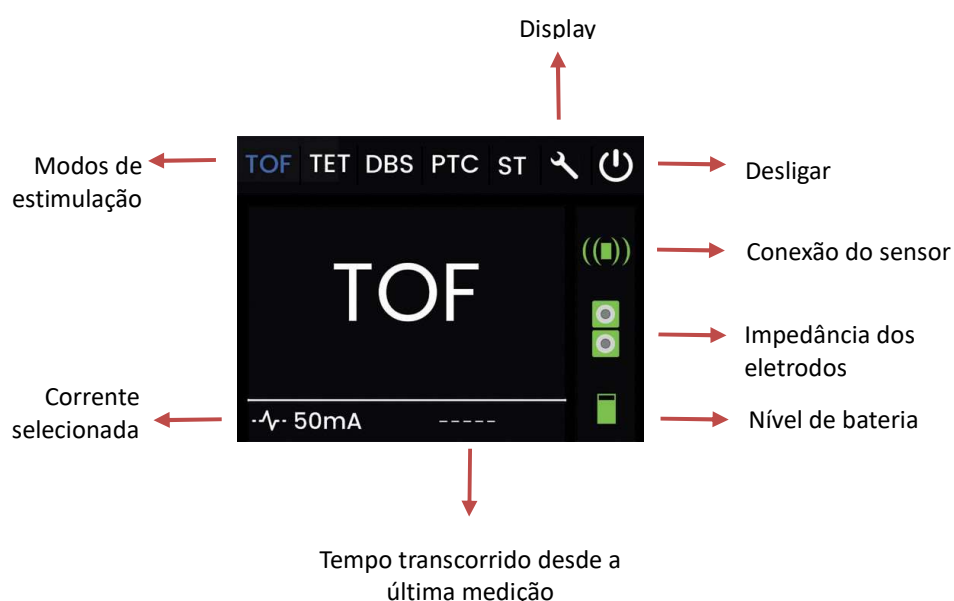 Display
Modos de
estimulação
TOF TET DBS PTC ST
Desligar
Conexão do sensor
TOF
Impedância dos
eletrodos
Corrente
selecionada
50mA -----
Nível de bateria
Tempo transcorrido desde a
última medição